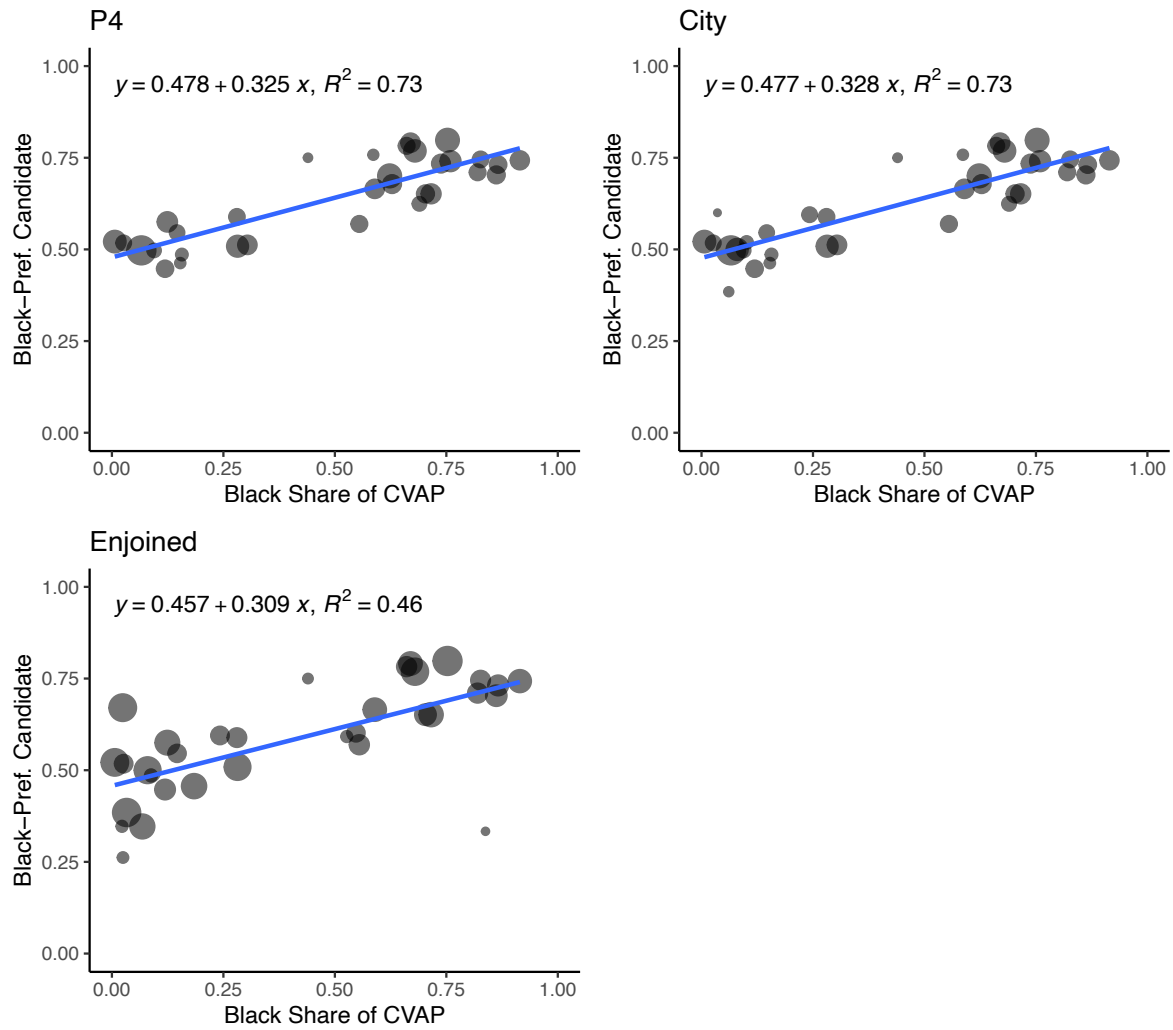 P4
y = 0.478 + 0.325 x, R² = 0.73
Black−Pref. Candidate
1.00
0.75
0.50
0.25
0.00
0.00 0.25 0.50 0.75 1.00
Black Share of CVAP
City
y = 0.477 + 0.328 x, R² = 0.73
Black−Pref. Candidate
1.00
0.75
0.50
0.25
0.00
0.00 0.25 0.50 0.75 1.00
Black Share of CVAP
Enjoined
y = 0.457 + 0.309 x, R² = 0.46
Black−Pref. Candidate
1.00
0.75
0.50
0.25
0.00
0.00 0.25 0.50 0.75 1.00
Black Share of CVAP